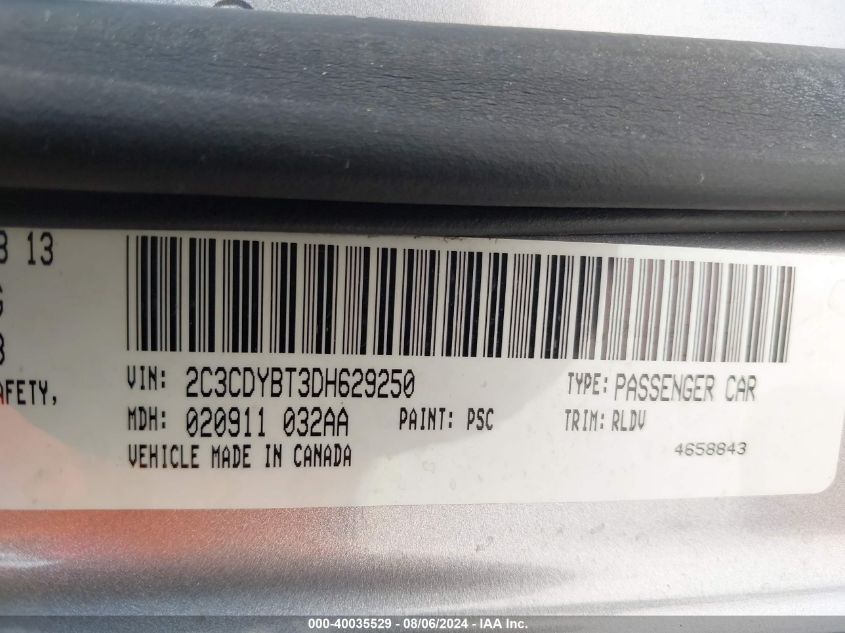 13
AFETY,
VIN: 2C3CDYBT3DH629250 TYPE: PASSENGER CAR
MDH: 020911 032AA PAINT: PSC TRIM: RLDV
VEHICLE MADE IN CANADA 4658843
000-40035529 - 08/06/2024 - IAA Inc.